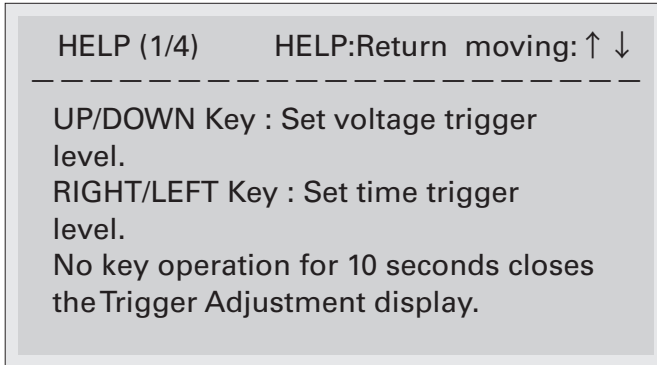 HELP (1/4) HELP:Return moving:↑↓
UP/DOWN Key : Set voltage trigger
level.
RIGHT/LEFT Key : Set time trigger
level.
No key operation for 10 seconds closes
the Trigger Adjustment display.